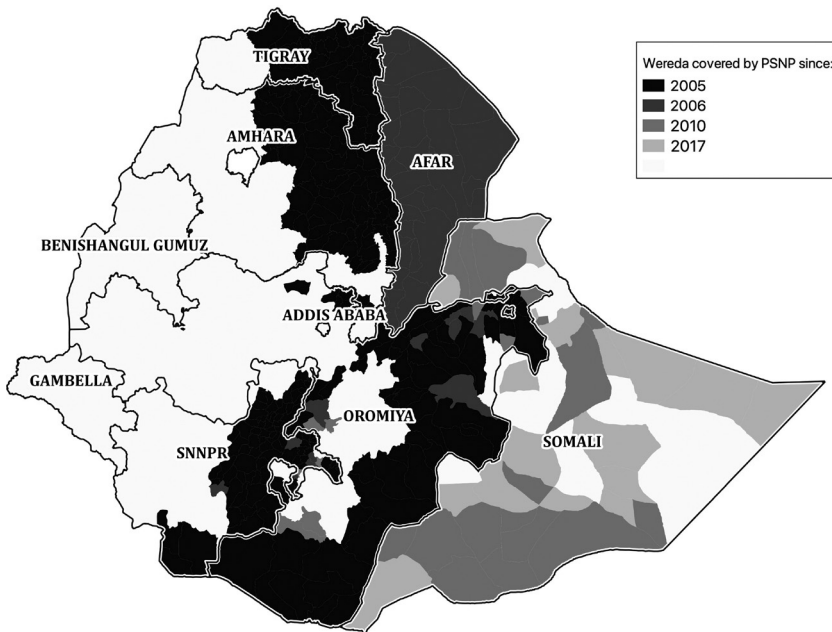 TIGRAY
Wereda covered by PSNP since:
2005
2006
2010
2017
AMHARA
AFAR
BENISHANGUL GUMUZ
ADDIS ABABA
GAMBELLA
OROMIYA
SNNPR
SOMALI